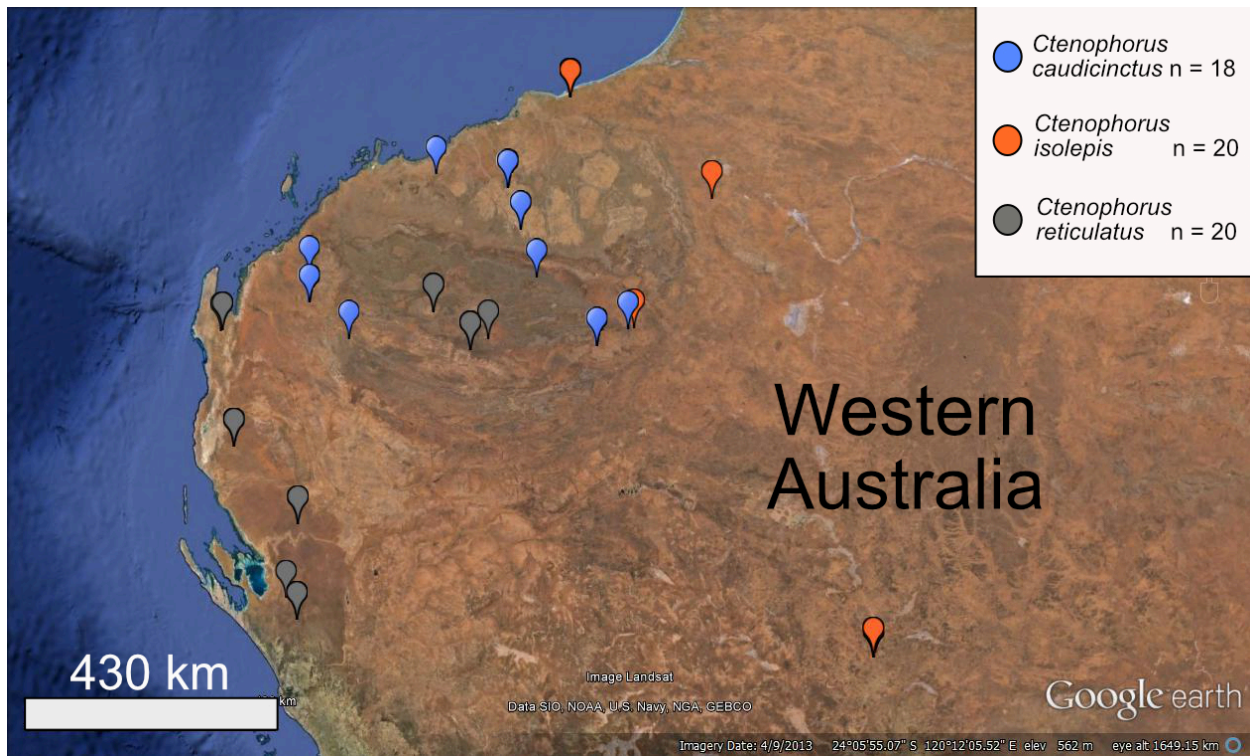 Ctenophorus
caudicinctus n = 18
Ctenophorus
isolepis n = 20
Ctenophorus
reticulatus n = 20
Western
Australia
430 km
km
Image Landsat
Data SIO, NOAA, U.S. Navy, NGA, GEBCO
Google earth
Imagery Date: 4/9/2013 24°05'55.07" S 120°12'05.52" E elev 562 m eye alt 1649.15 km